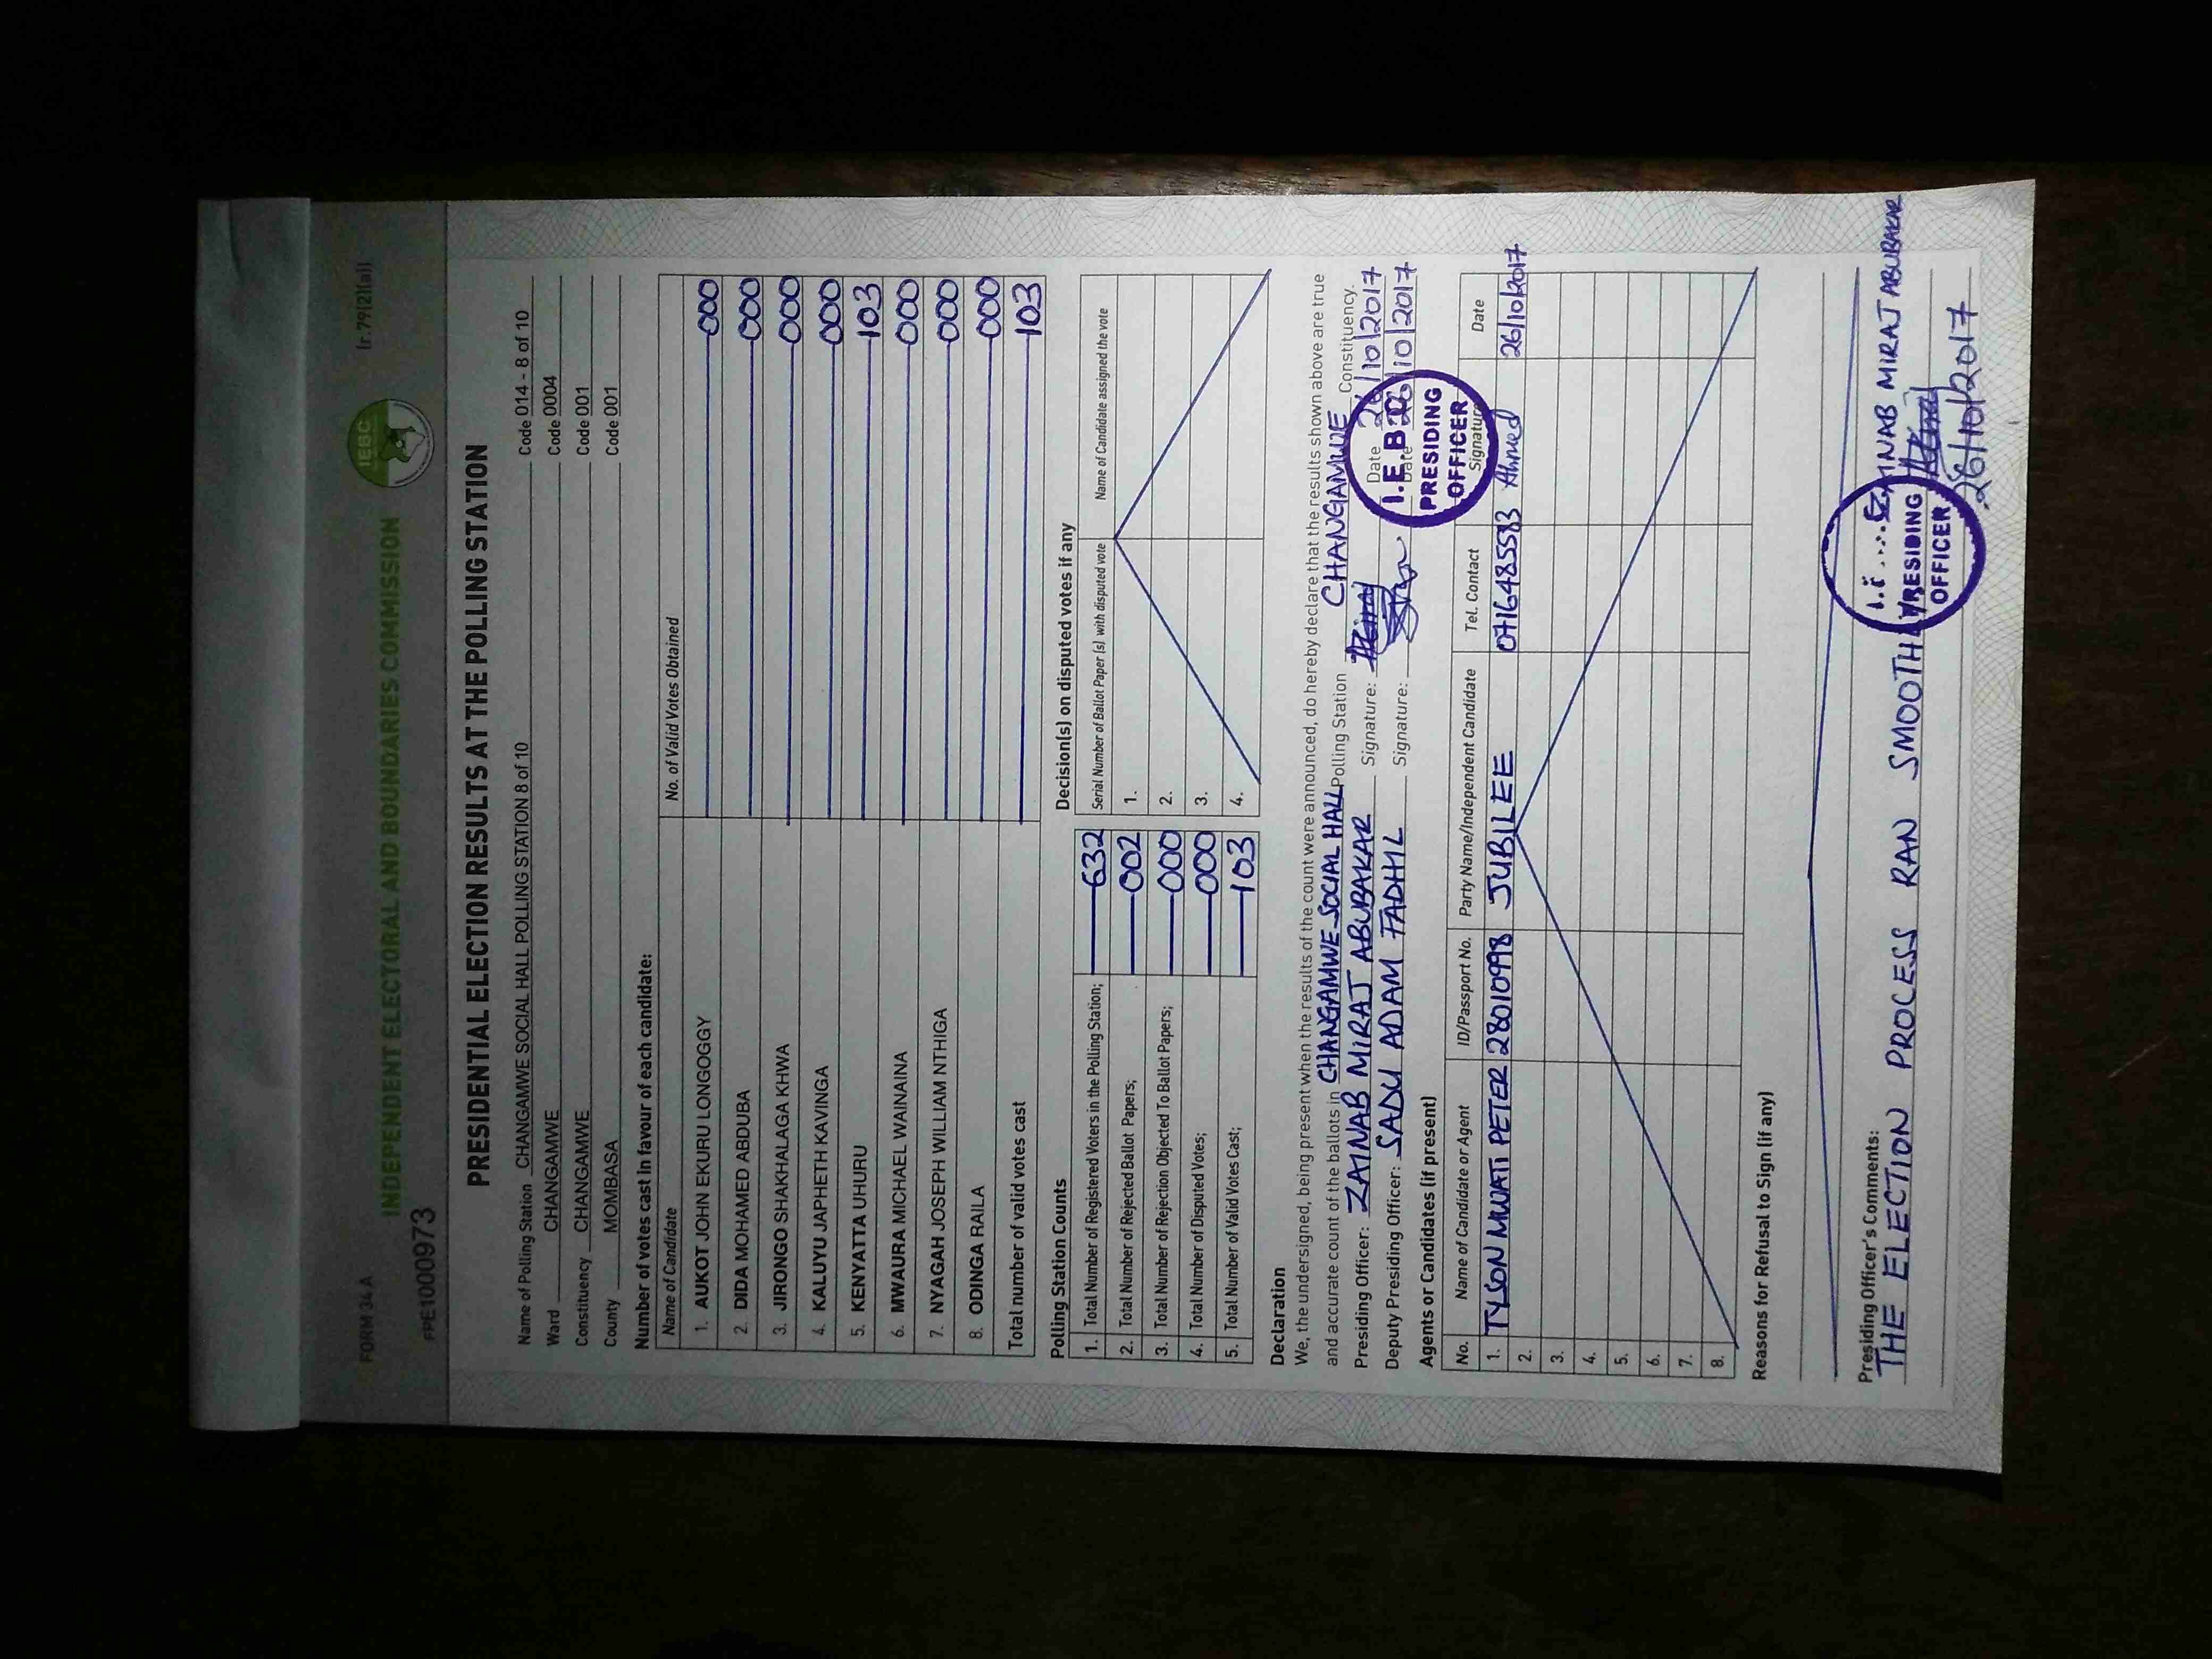 FORM 34A
(r.79(2)(a))
INDEPENDENT ELECTORAL AND BOUNDARIES COMMISSION
IEBC
FPE1000973
PRESIDENTIAL ELECTION RESULTS AT THE POLLING STATION
Name of Polling Station CHANGAMWE SOCIAL HALL POLLING STATION 8 of 10 Code 014 - 8 of 10
Ward CHANGAMWE Code 0004
Constituency CHANGAMWE Code 001
County MOMBASA Code 001
Number of votes cast in favour of each candidate:
Name of Candidate No. of Valid Votes Obtained
1. AUKOT JOHN EKURU LONGOGGY 000
2. DIDA MOHAMED ABDUBA 000
3. JIRONGO SHAKHALAGA KHWA 000
4. KALUYU JAPHETH KAVINGA 000
5. KENYATTA UHURU 103
6. MWAURA MICHAEL WAINAINA 000
7. NYAGAH JOSEPH WILLIAM NTHIGA 000
8. ODINGA RAILA 000
Total number of valid votes cast 103
Polling Station Counts
1. Total Number of Registered Voters in the Polling Station; 632
2. Total Number of Rejected Ballot Papers; 002
3. Total Number of Rejection Objected To Ballot Papers; 000
4. Total Number of Disputed Votes; 000
5. Total Number of Valid Votes Cast; 103
Decision(s) on disputed votes if any
Serial Number of Ballot Paper (s) with disputed vote Name of Candidate assigned the vote
1.
2.
3.
4.
Declaration
We, the undersigned, being present when the results of the count were announced, do hereby declare that the results shown above are true
and accurate count of the ballots in CHANGAMWE SOCIAL HALL Polling Station CHANGAMWE Constituency.
Presiding Officer: ZAINAB MIRAJ ABUBAKAR Signature: Date 26/10/2017
Deputy Presiding Officer: SADU ADAM FADHIL Signature: Date 26/10/2017
I.E.B.C
PRESIDING
OFFICER
Agents or Candidates (if present)
No. Name of Candidate or Agent ID/Passport No. Party Name/Independent Candidate Tel. Contact Signature Date
1. TYSON MUUATI PETER 28010998 JUBILEE 0716485583 Ahmed 26/10/2017
2.
3.
4.
5.
6.
7.
8.
Reasons for Refusal to Sign (if any)
Presiding Officer's Comments:
THE ELECTION PROCESS RAN SMOOTH ZAINAB MIRAJ ABUBAKAR
PRESIDING
OFFICER
26/10/2017